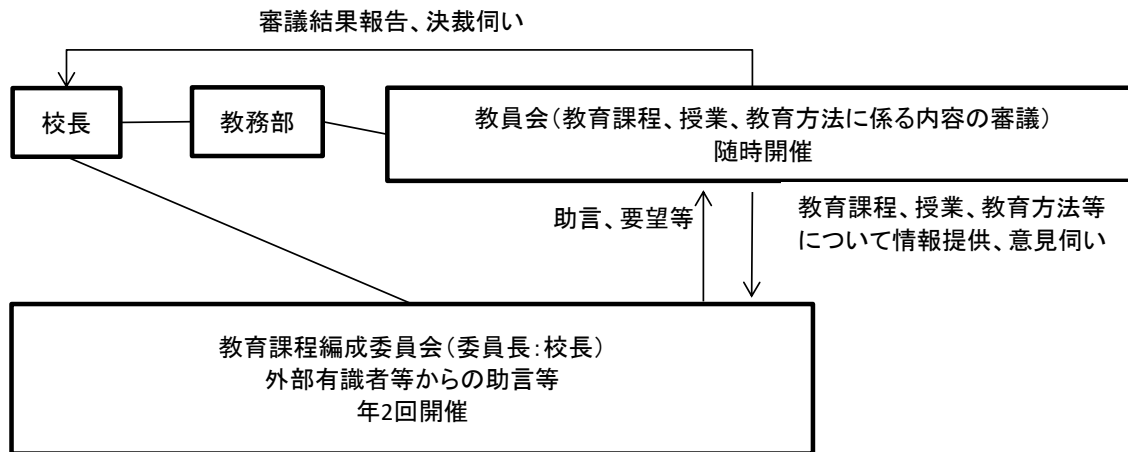 審議結果報告、決裁伺い
校長
教務部
教員会(教育課程、授業、教育方法に係る内容の審議)
随時開催
助言、要望等
教育課程、授業、教育方法等
について情報提供、意見伺い
教育課程編成委員会(委員長:校長)
外部有識者等からの助言等
年2回開催